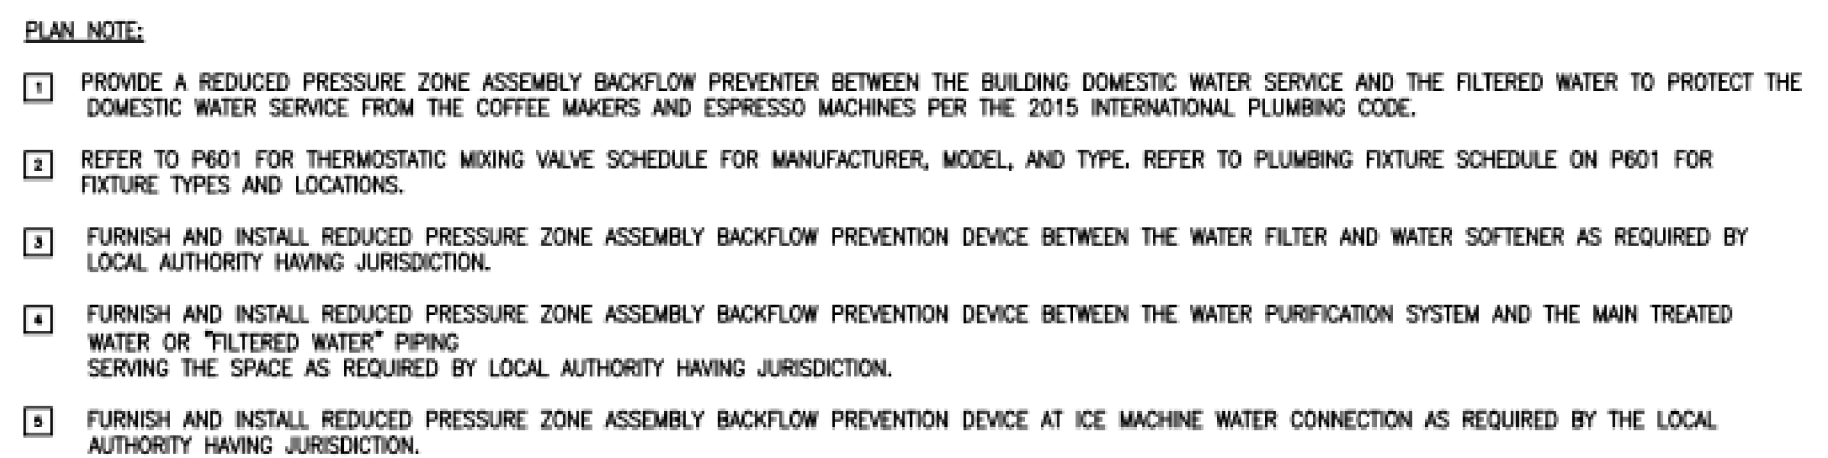 PLAN NOTE:
1 PROVIDE A REDUCED PRESSURE ZONE ASSEMBLY BACKFLOW PREVENTER BETWEEN THE BUILDING DOMESTIC WATER SERVICE AND THE FILTERED WATER TO PROTECT THE
DOMESTIC WATER SERVICE FROM THE COFFEE MAKERS AND ESPRESSO MACHINES PER THE 2015 INTERNATIONAL PLUMBING CODE.
2 REFER TO P601 FOR THERMOSTATIC MIXING VALVE SCHEDULE FOR MANUFACTURER, MODEL, AND TYPE. REFER TO PLUMBING FIXTURE SCHEDULE ON P601 FOR
FIXTURE TYPES AND LOCATIONS.
3 FURNISH AND INSTALL REDUCED PRESSURE ZONE ASSEMBLY BACKFLOW PREVENTION DEVICE BETWEEN THE WATER FILTER AND WATER SOFTENER AS REQUIRED BY
LOCAL AUTHORITY HAVING JURISDICTION.
4 FURNISH AND INSTALL REDUCED PRESSURE ZONE ASSEMBLY BACKFLOW PREVENTION DEVICE BETWEEN THE WATER PURIFICATION SYSTEM AND THE MAIN TREATED
WATER OR "FILTERED WATER" PIPING
SERVING THE SPACE AS REQUIRED BY LOCAL AUTHORITY HAVING JURISDICTION.
5 FURNISH AND INSTALL REDUCED PRESSURE ZONE ASSEMBLY BACKFLOW PREVENTION DEVICE AT ICE MACHINE WATER CONNECTION AS REQUIRED BY THE LOCAL
AUTHORITY HAVING JURISDICTION.